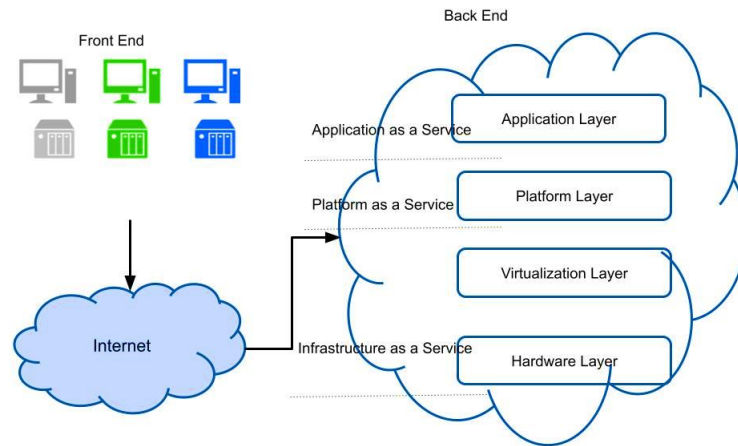 Back End
Front End
Application Layer
Application as a Service
Platform Layer
Platform as a Service
Virtualization Layer
Internet
Infrastructure as a Service
Hardware Layer